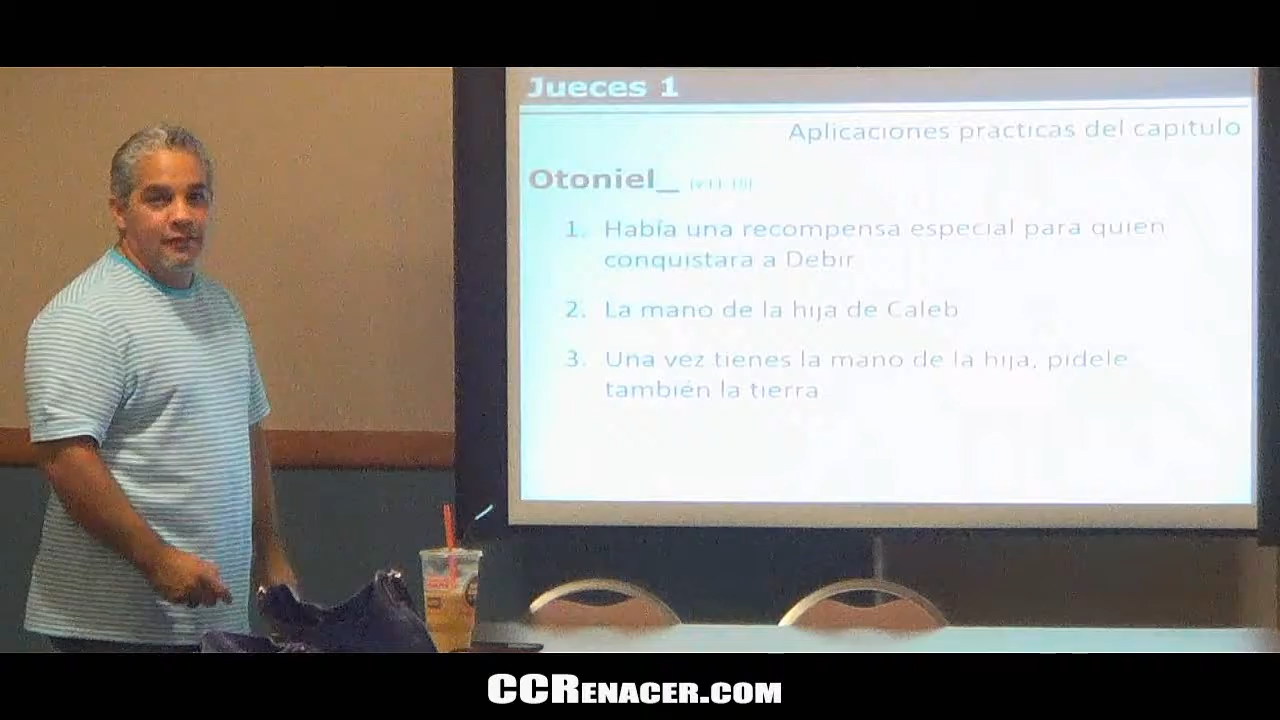 Jueces 1
Aplicaciones practicas del capitulo
Otoniel_
1. Había una recompensa especial para quien
conquistara a Debir
2. La mano de la hija de Caleb
3. Una vez tienes la mano de la hija, pidele
también la tierra
CCRENACER.COM